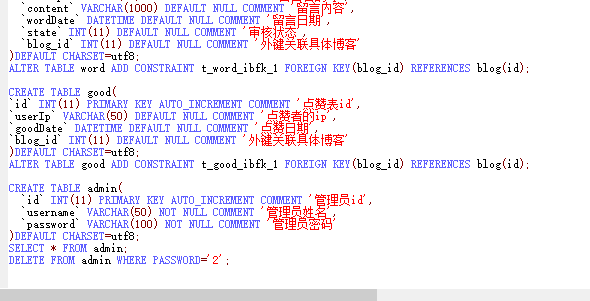 `content` VARCHAR(1000) DEFAULT NULL COMMENT '留言内容',
`wordDate` DATETIME DEFAULT NULL COMMENT '留言日期',
`state` INT(11) DEFAULT NULL COMMENT '审核状态',
`blog_id` INT(11) DEFAULT NULL COMMENT '外键关联具体博客'
)DEFAULT CHARSET=utf8;
ALTER TABLE word ADD CONSTRAINT t_word_ibfk_1 FOREIGN KEY(blog_id) REFERENCES blog(id);
CREATE TABLE good(
`id` INT(11) PRIMARY KEY AUTO_INCREMENT COMMENT '点赞表id',
`userIp` VARCHAR(50) DEFAULT NULL COMMENT '点赞者的ip',
`goodDate` DATETIME DEFAULT NULL COMMENT '点赞日期',
`blog_id` INT(11) DEFAULT NULL COMMENT '外键关联具体博客'
)DEFAULT CHARSET=utf8;
ALTER TABLE good ADD CONSTRAINT t_good_ibfk_1 FOREIGN KEY(blog_id) REFERENCES blog(id);
CREATE TABLE admin(
`id` INT(11) PRIMARY KEY AUTO_INCREMENT COMMENT '管理员id',
`username` VARCHAR(50) NOT NULL COMMENT '管理员姓名',
`password` VARCHAR(100) NOT NULL COMMENT '管理员密码'
)DEFAULT CHARSET=utf8;
SELECT * FROM admin;
DELETE FROM admin WHERE PASSWORD='2';